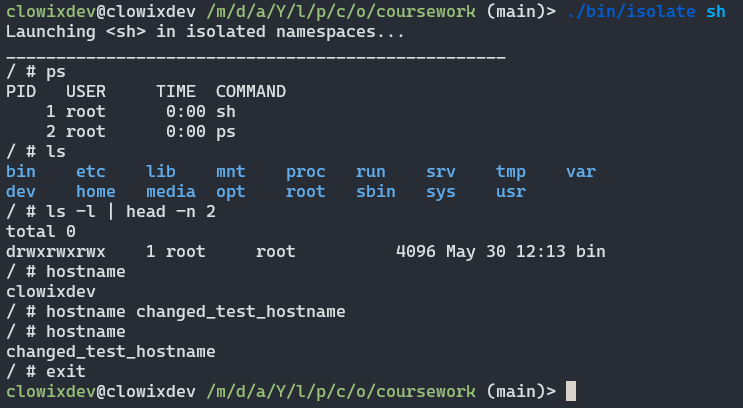 clowixdev@clowixdev /m/d/a/Y/l/p/c/o/coursework (main)> ./bin/isolate sh
Launching <sh> in isolated namespaces...
__________________________________________________
/ # ps
PID   USER     TIME  COMMAND
    1 root      0:00 sh
    2 root      0:00 ps
/ # ls
bin    etc    lib    mnt    proc   run    srv    tmp    var
dev    home   media  opt    root   sbin   sys    usr
/ # ls -l | head -n 2
total 0
drwxrwxrwx    1 root     root          4096 May 30 12:13 bin
/ # hostname
clowixdev
/ # hostname changed_test_hostname
/ # hostname
changed_test_hostname
/ # exit
clowixdev@clowixdev /m/d/a/Y/l/p/c/o/coursework (main)>